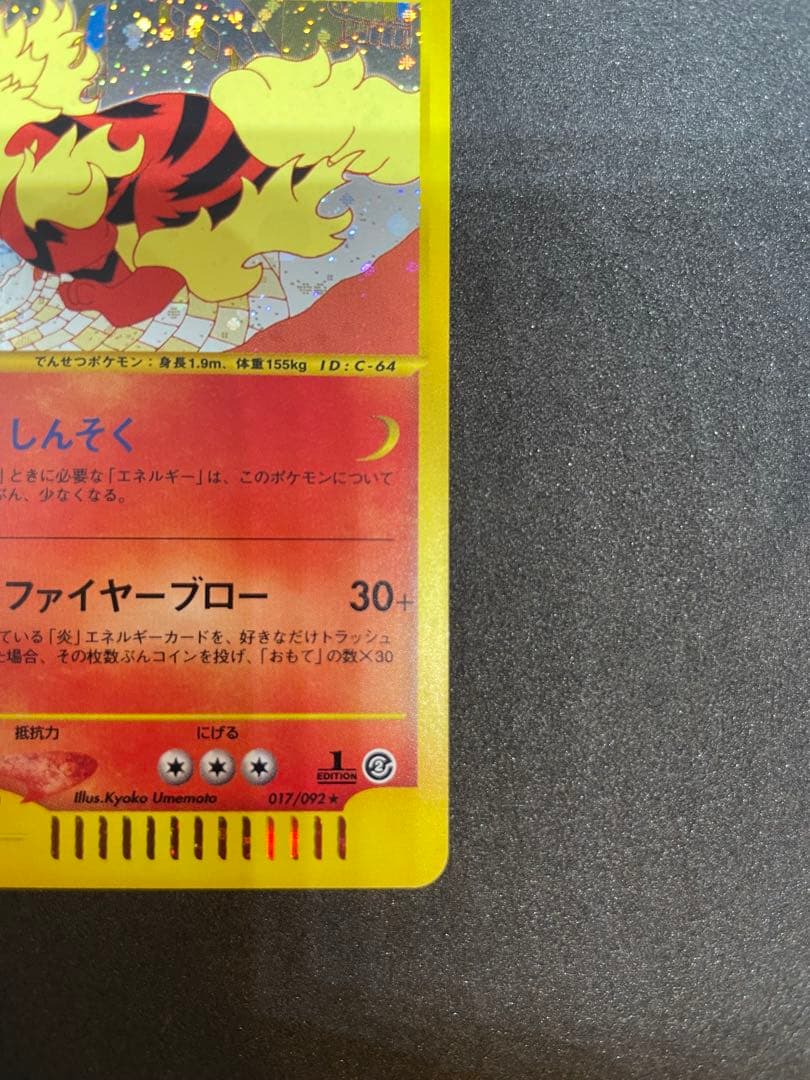 でんせつポケモン：身長1.9m、体重155kg ID:C-64
しんそく
」ときに必要な「エネルギー」は、このポケモンについて
ぶん、少なくなる。
ファイヤーブロー 30+
ている「炎」エネルギーカードを、好きなだけトラッシュ
た場合、その枚数ぶんコインを投げ、「おもて」の数×30
抵抗力 にげる
1
EDITION
2
Illus.Kyoko Umemoto 017/092★